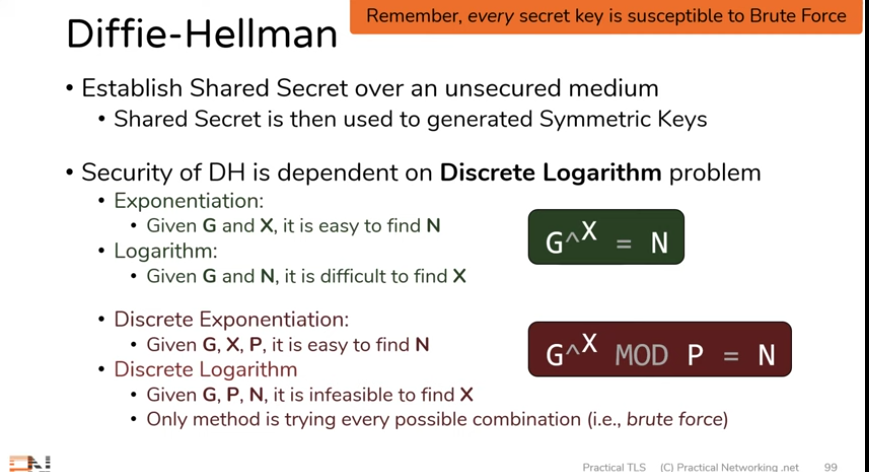 Remember, every secret key is susceptible to Brute Force
Diffie-Hellman
• Establish Shared Secret over an unsecured medium
• Shared Secret is then used to generated Symmetric Keys
• Security of DH is dependent on Discrete Logarithm problem
• Exponentiation:
• Given G and X, it is easy to find N
• Logarithm:
• Given G and N, it is difficult to find X
G^X = N
• Discrete Exponentiation:
• Given G, X, P, it is easy to find N
• Discrete Logarithm
• Given G, P, N, it is infeasible to find X
• Only method is trying every possible combination (i.e., brute force)
G^X MOD P = N
Practical TLS (C) Practical Networking .net 99